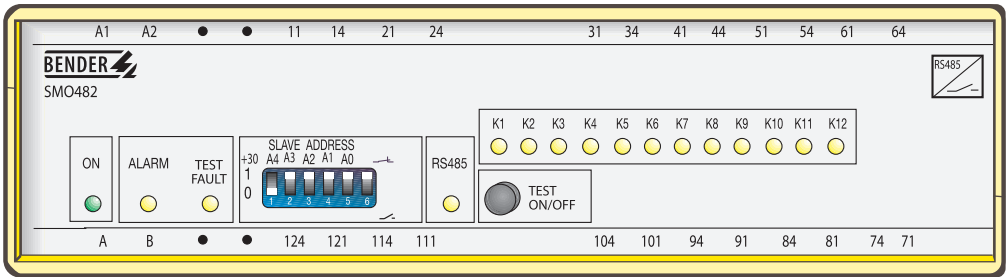 A1 A2 ● ● 11 14 21 24 31 34 41 44 51 54 61 64
BENDER
SMO482
RS485
K1 K2 K3 K4 K5 K6 K7 K8 K9 K10 K11 K12
ON
ALARM
TEST
FAULT
SLAVE ADDRESS
+30 A4 A3 A2 A1 A0
1
0
1 2 3 4 5 6
RS485
TEST
ON/OFF
A B ● ● 124 121 114 111 104 101 94 91 84 81 74 71